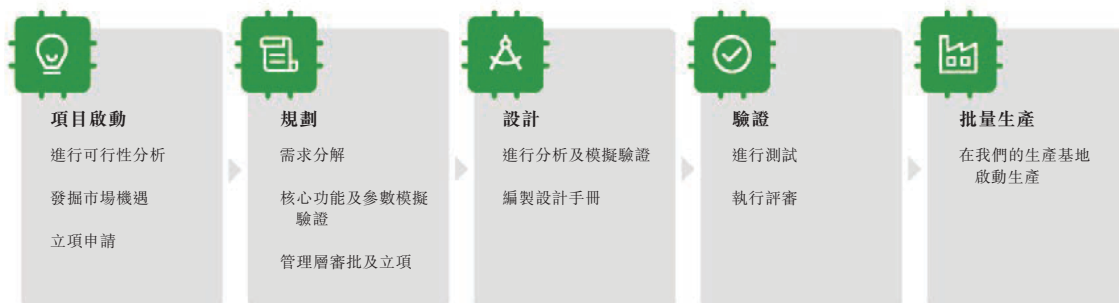 項目啟動
進行可行性分析
發掘市場機遇
立項申請
規劃
需求分解
核心功能及參數模擬
驗證
管理層審批及立項
設計
進行分析及模擬驗證
編製設計手冊
驗證
進行測試
執行評審
批量生產
在我們的生產基地
啟動生產